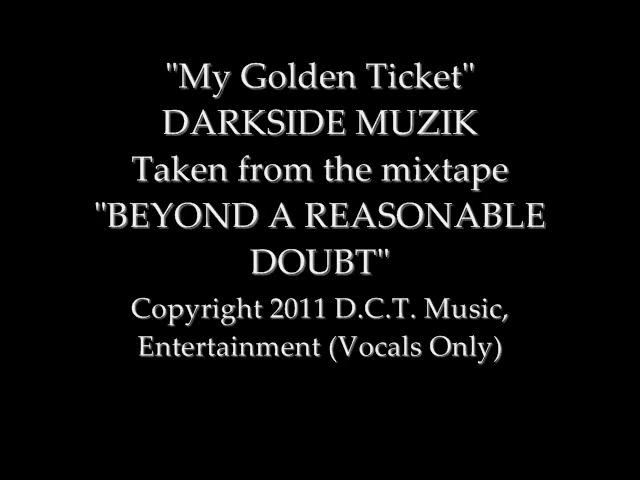 "My Golden Ticket"
DARKSIDE MUZIK
Taken from the mixtape
"BEYOND A REASONABLE
DOUBT"
Copyright 2011 D.C.T. Music,
Entertainment (Vocals Only)